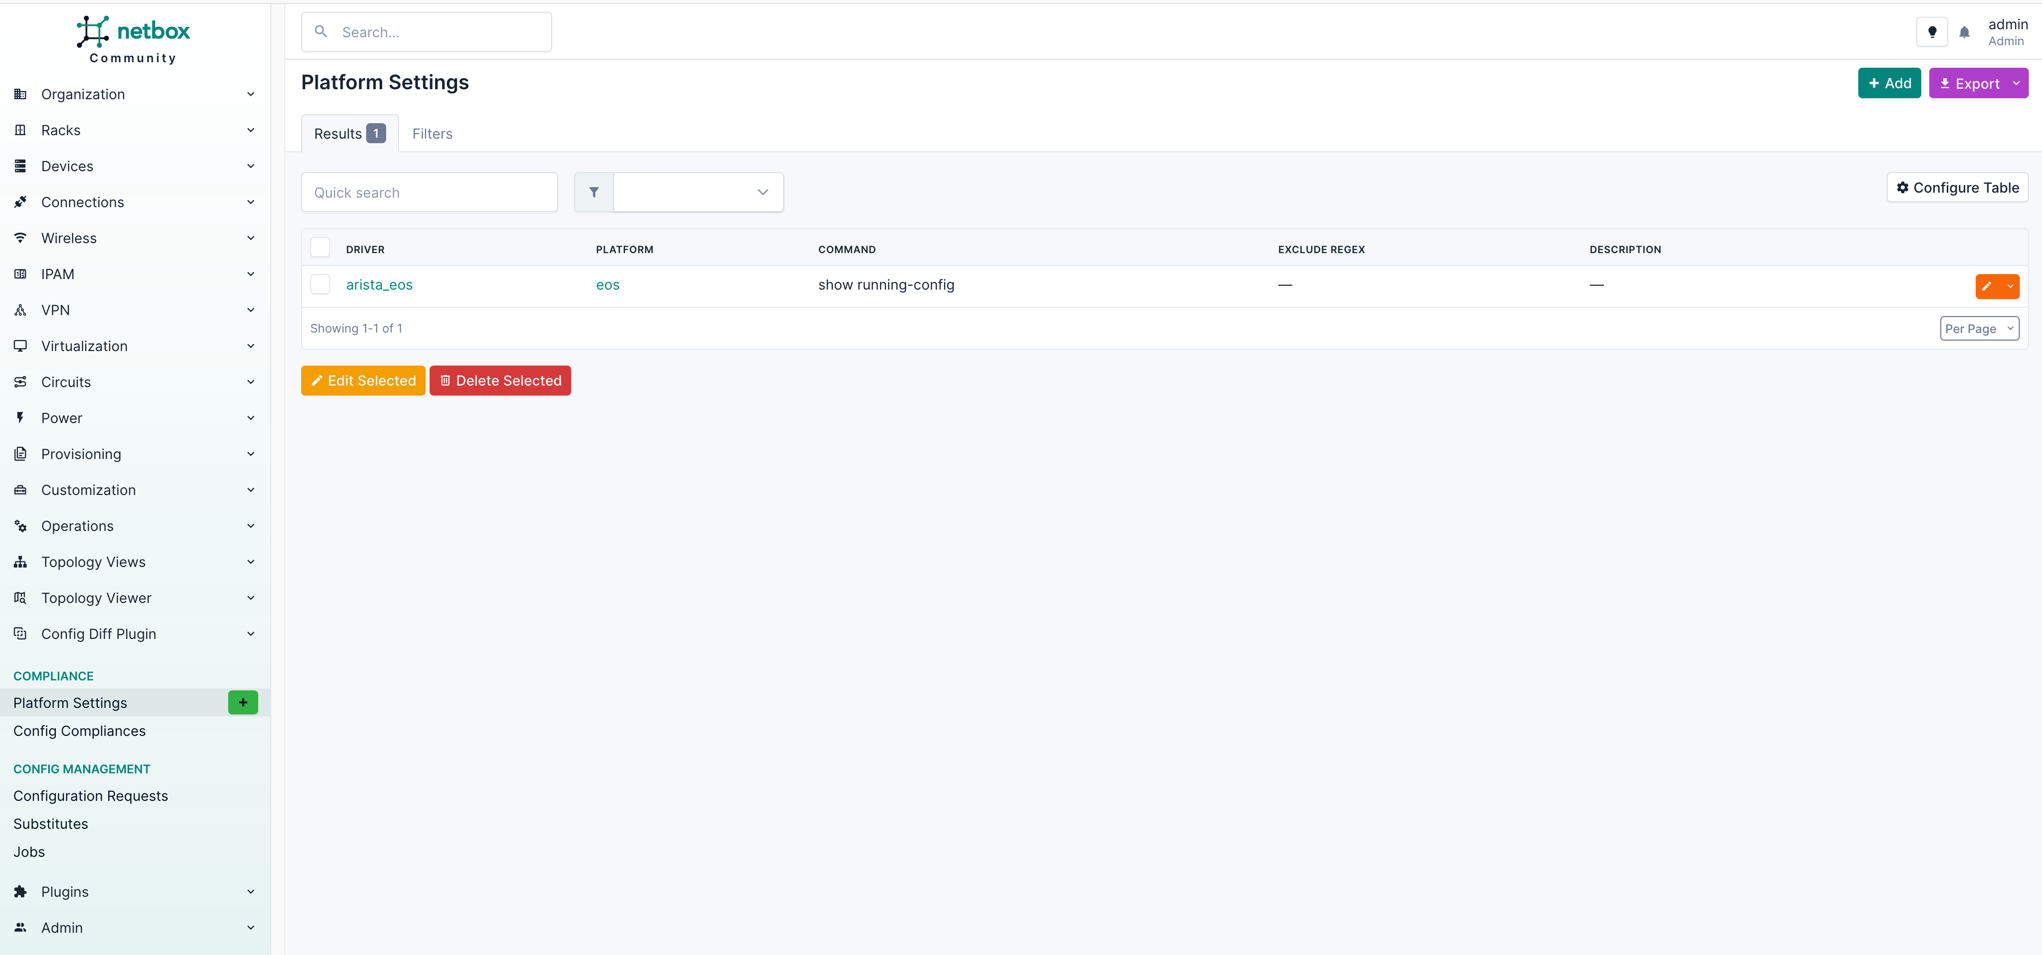 netbox
Community
Search...
admin
Admin
Platform Settings
+ Add
Export
Results 1
Filters
Quick search
Configure Table
DRIVER PLATFORM COMMAND EXCLUDE REGEX DESCRIPTION
arista_eos eos show running-config — —
Showing 1-1 of 1
Per Page
Edit Selected
Delete Selected
Organization
Racks
Devices
Connections
Wireless
IPAM
VPN
Virtualization
Circuits
Power
Provisioning
Customization
Operations
Topology Views
Topology Viewer
Config Diff Plugin
COMPLIANCE
Platform Settings +
Config Compliances
CONFIG MANAGEMENT
Configuration Requests
Substitutes
Jobs
Plugins
Admin